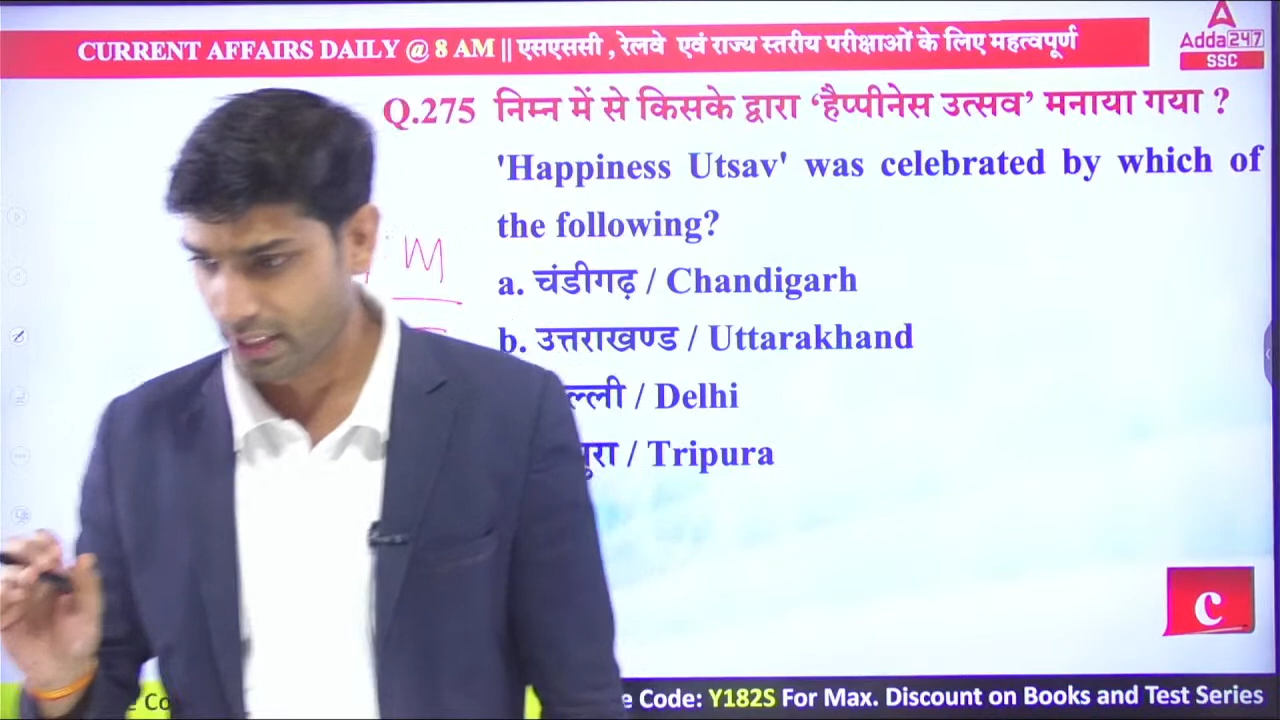 CURRENT AFFAIRS DAILY @ 8 AM || एसएससी , रेलवे एवं राज्य स्तरीय परीक्षाओं के लिए महत्वपूर्ण
Adda247
SSC
Q.275 निम्न में से किसके द्वारा ‘हैप्पीनेस उत्सव’ मनाया गया ?
'Happiness Utsav' was celebrated by which of
the following?
M
a. चंडीगढ़ / Chandigarh
b. उत्तराखण्ड / Uttarakhand
ल्ली / Delhi
पुरा / Tripura
c
e Co
e Code: Y182S For Max. Discount on Books and Test Series